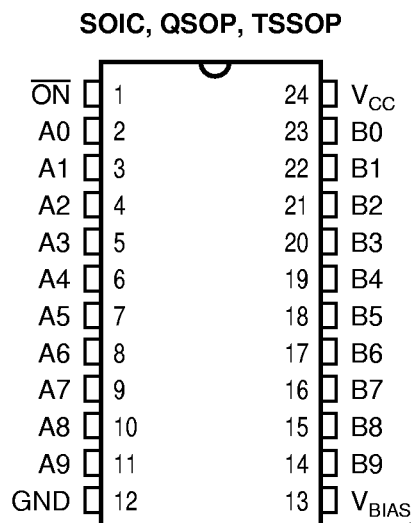 SOIC, QSOP, TSSOP
ON 1 24 VCC
A0 2 23 B0
A1 3 22 B1
A2 4 21 B2
A3 5 20 B3
A4 6 19 B4
A5 7 18 B5
A6 8 17 B6
A7 9 16 B7
A8 10 15 B8
A9 11 14 B9
GND 12 13 VBIAS